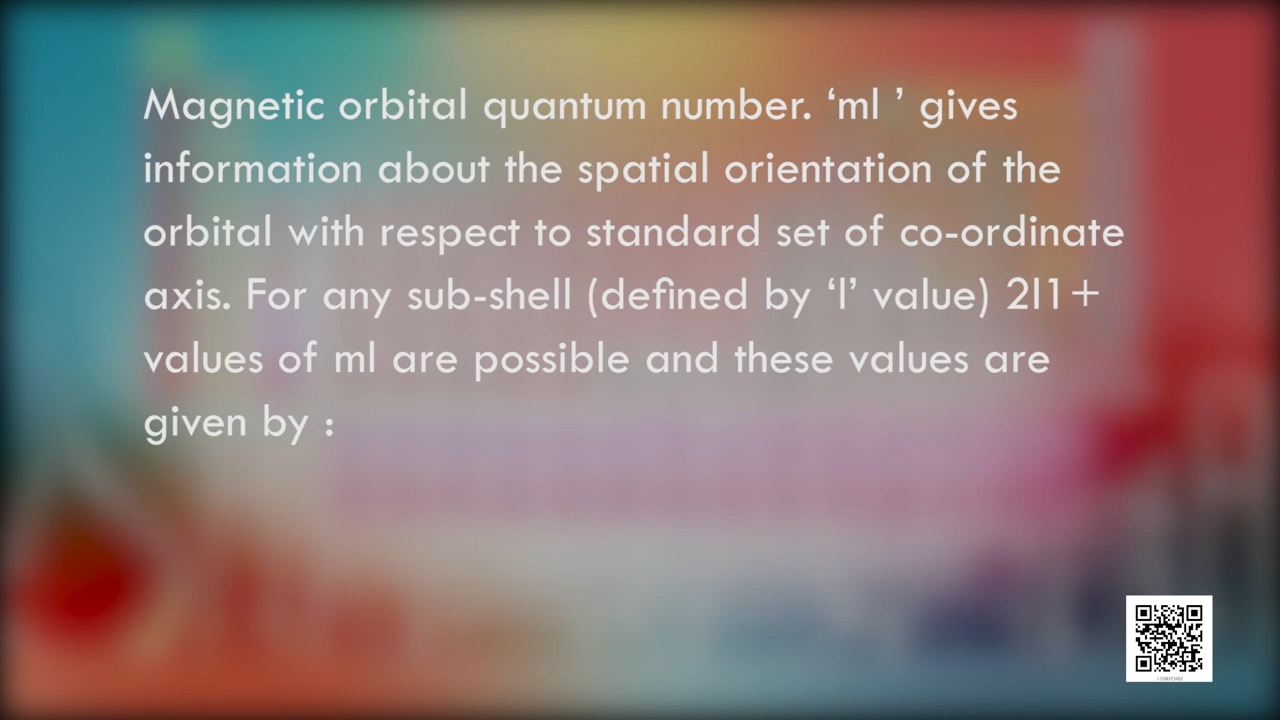 Magnetic orbital quantum number. ‘ml ’ gives
information about the spatial orientation of the
orbital with respect to standard set of co-ordinate
axis. For any sub-shell (defined by ‘l’ value) 2l1+
values of ml are possible and these values are
given by :